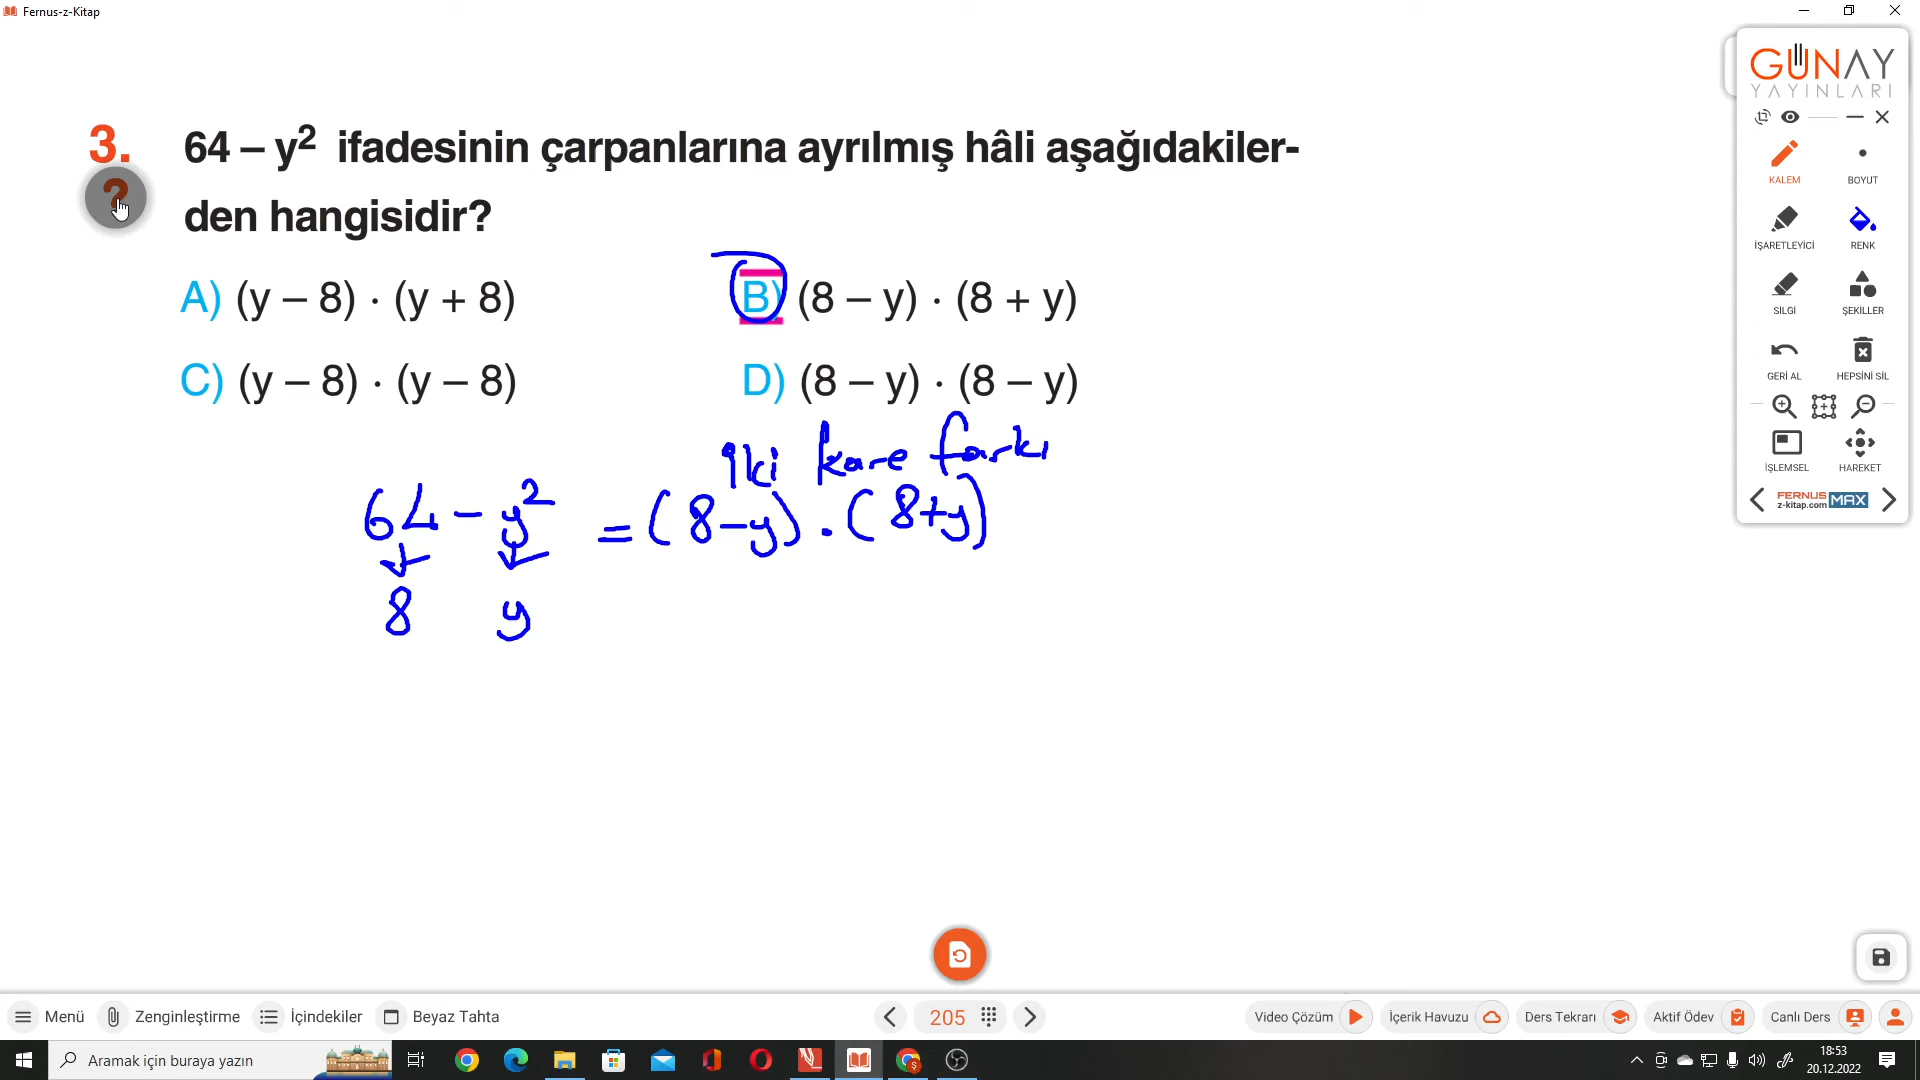 Fernus-z-Kitap
GÜNAY
YAYINLARI
3. 64 – y² ifadesinin çarpanlarına ayrılmış hâli aşağıdakiler-
?
den hangisidir?
A) (y – 8) · (y + 8)
B) (8 – y) · (8 + y)
C) (y – 8) · (y – 8)
D) (8 – y) · (8 – y)
iki kare farkı
64 - y² = (8-y) . (8+y)
8 y
KALEM BOYUT
İŞARETLEYİCİ RENK
SİLGİ ŞEKİLLER
GERİ AL HEPSİNİ SİL
İŞLEMSEL HAREKET
FERNUS MAX
z-kitap.com
Menü Zenginleştirme İçindekiler Beyaz Tahta 205 Video Çözüm İçerik Havuzu Ders Tekrarı Aktif Ödev Canlı Ders
Aramak için buraya yazın
18:53
20.12.2022